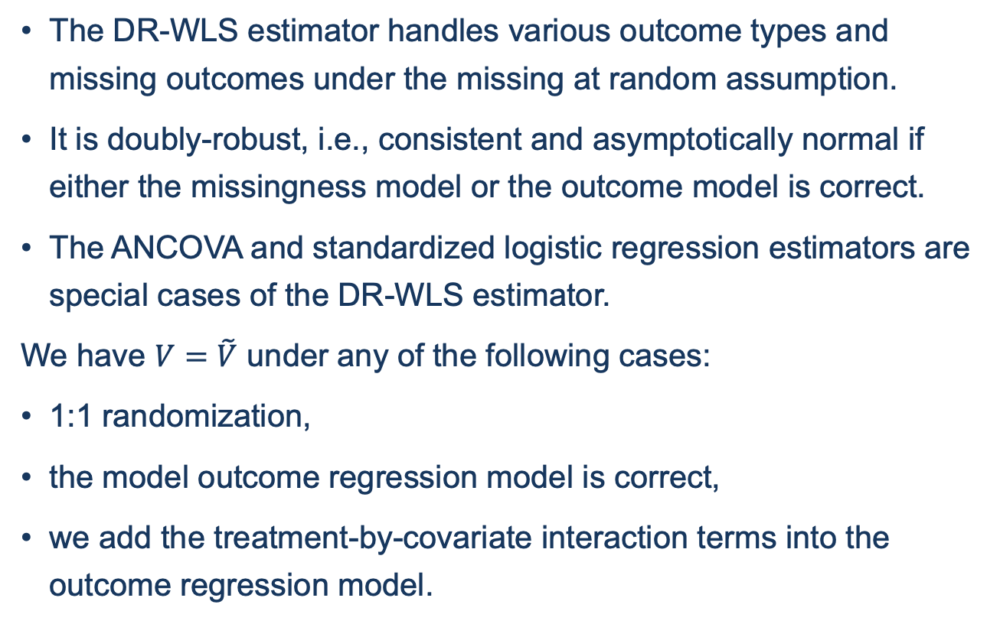 • The DR-WLS estimator handles various outcome types and
missing outcomes under the missing at random assumption.
• It is doubly-robust, i.e., consistent and asymptotically normal if
either the missingness model or the outcome model is correct.
• The ANCOVA and standardized logistic regression estimators are
special cases of the DR-WLS estimator.
We have 𝑉 = 𝑉̃ under any of the following cases:
• 1:1 randomization,
• the model outcome regression model is correct,
• we add the treatment-by-covariate interaction terms into the
outcome regression model.